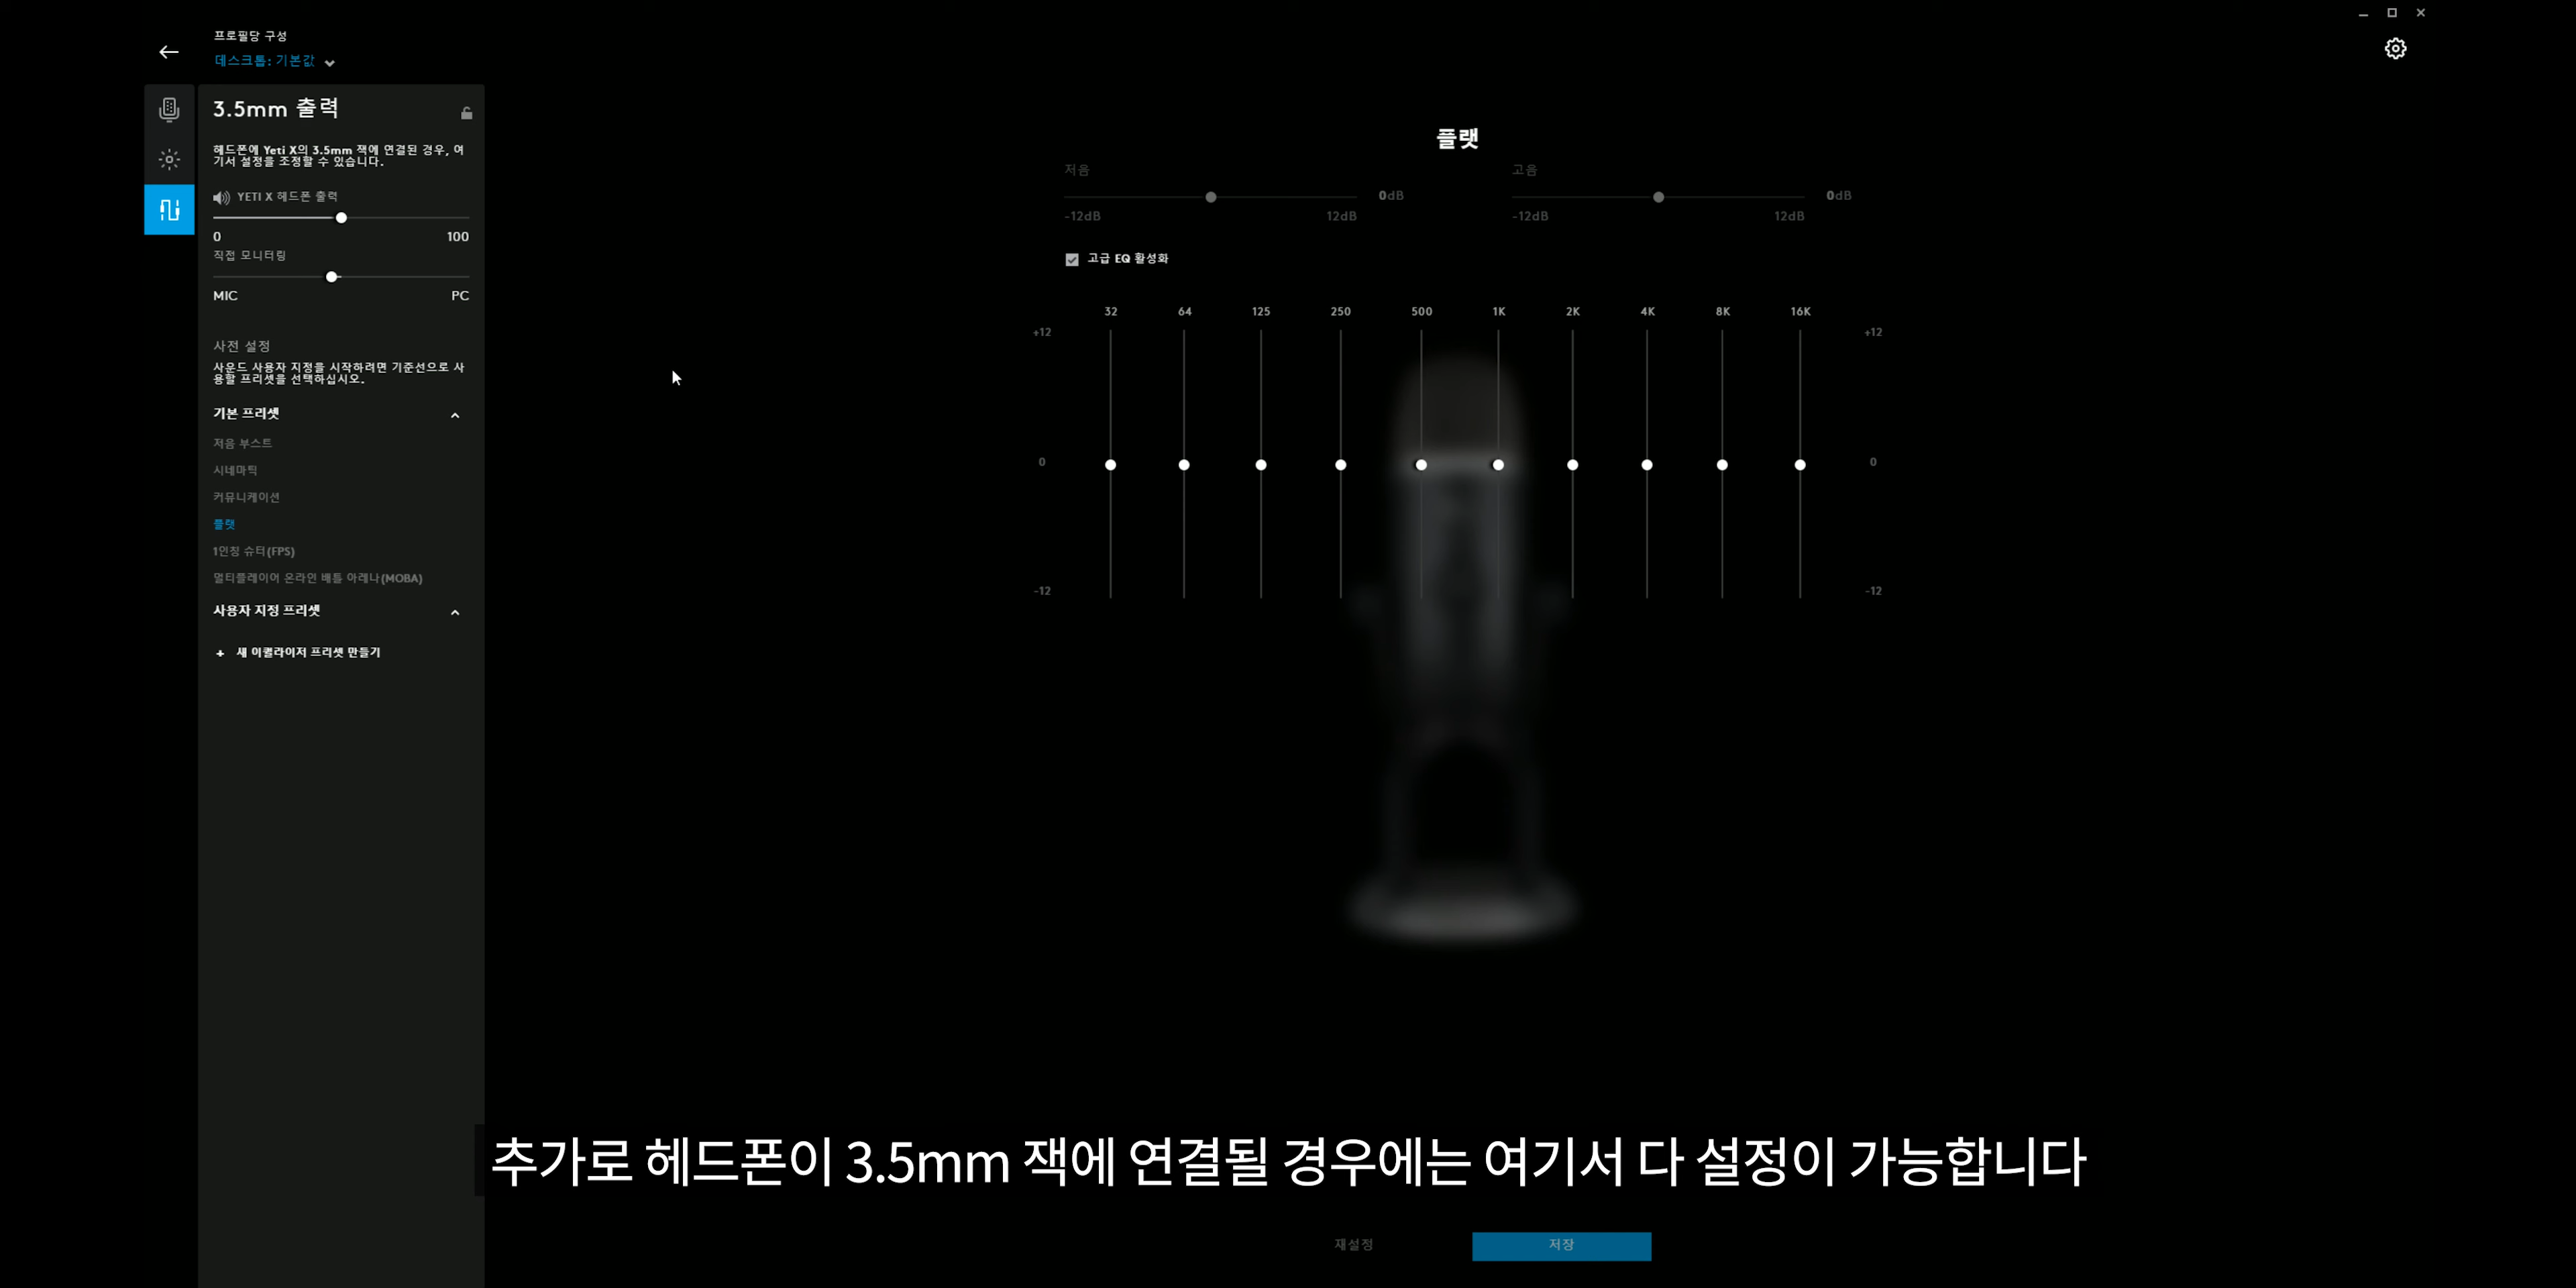 프로필당 구성
데스크톱: 기본값
3.5mm 출력
헤드폰에 Yeti X의 3.5mm 잭에 연결된 경우, 여
기서 설정을 조정할 수 있습니다.
YETI X 헤드폰 출력
0 100
직접 모니터링
MIC PC
사전 설정
사운드 사용자 지정을 시작하려면 기준선으로 사
용할 프리셋을 선택하십시오.
기본 프리셋
저음 부스트
시네마틱
커뮤니케이션
플랫
1인칭 슈터(FPS)
멀티플레이어 온라인 배틀 아레나(MOBA)
사용자 지정 프리셋
+ 새 이퀄라이저 프리셋 만들기
플랫
저음 고음
0dB 0dB
-12dB 12dB -12dB 12dB
고급 EQ 활성화
32 64 125 250 500 1K 2K 4K 8K 16K
+12 +12
0 0
-12 -12
추가로 헤드폰이 3.5mm 잭에 연결될 경우에는 여기서 다 설정이 가능합니다
재설정 저장